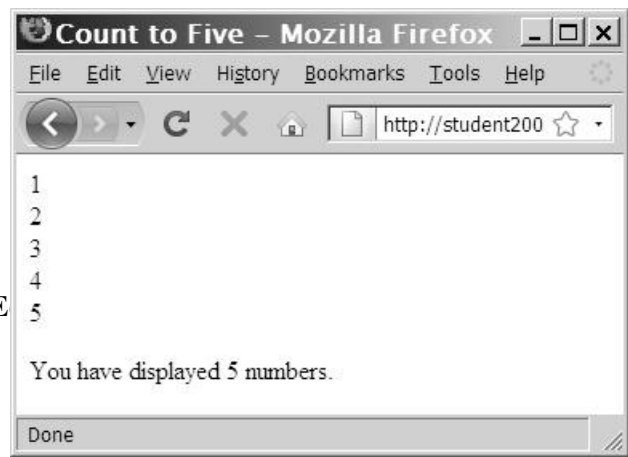 Count to Five – Mozilla Firefox
File Edit View History Bookmarks Tools Help
http://student200
1
2
3
4
E
5
You have displayed 5 numbers.
Done